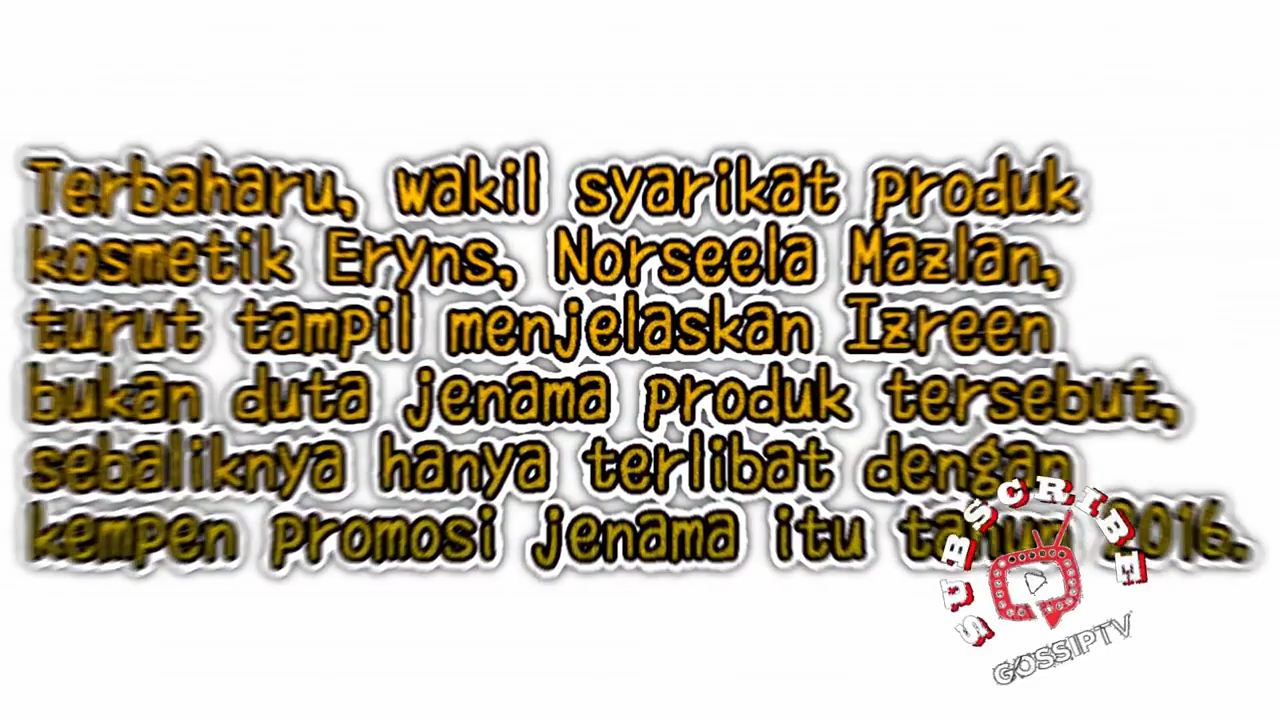 Terbaharu, wakil syarikat produk
kosmetik Eryns, Norseela Mazlan,
turut tampil menjelaskan Izreen
bukan duta jenama produk tersebut,
sebaliknya hanya terlibat dengan
kempen promosi jenama itu tahun 2016.
SUBSCRIBE
GOSSIPTV